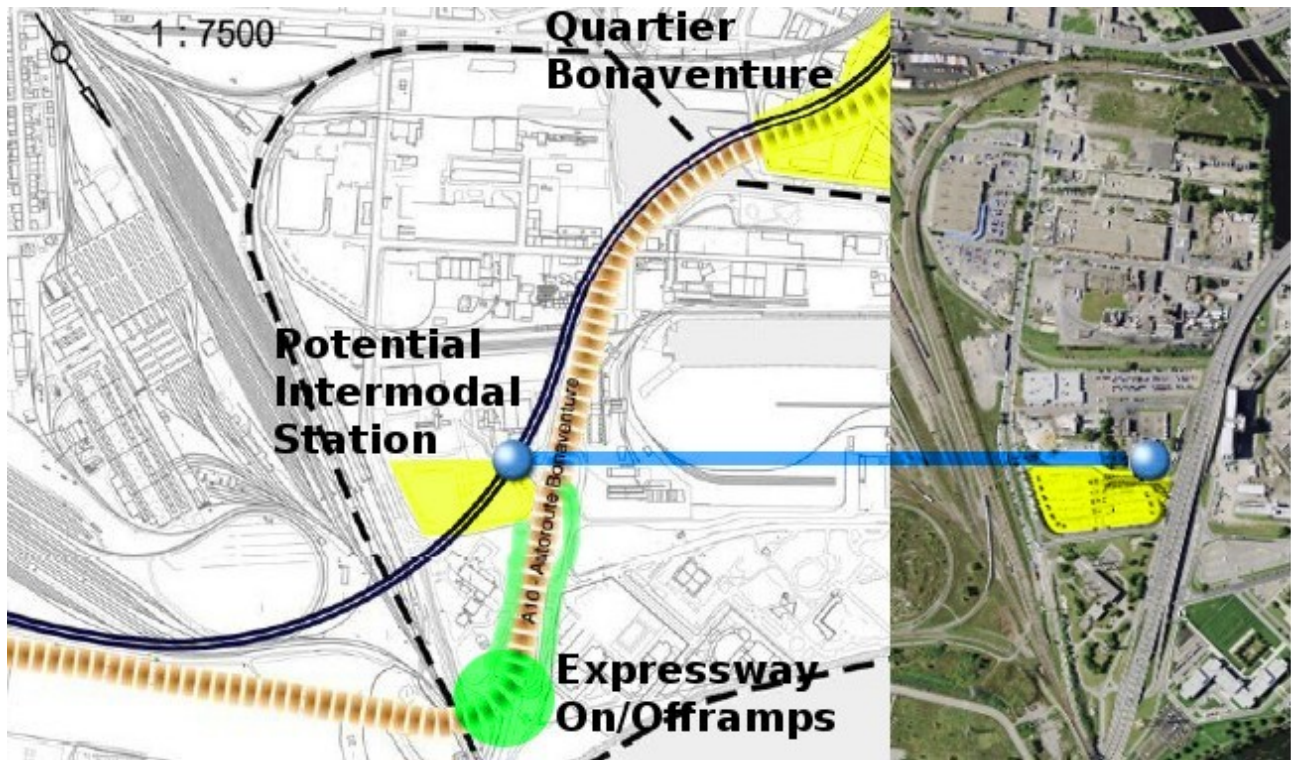 1 : 7500
Quartier
Bonaventure
Potential
Intermodal
Station
A10 - Autoroute Bonaventure
Expressway
On/Offramps